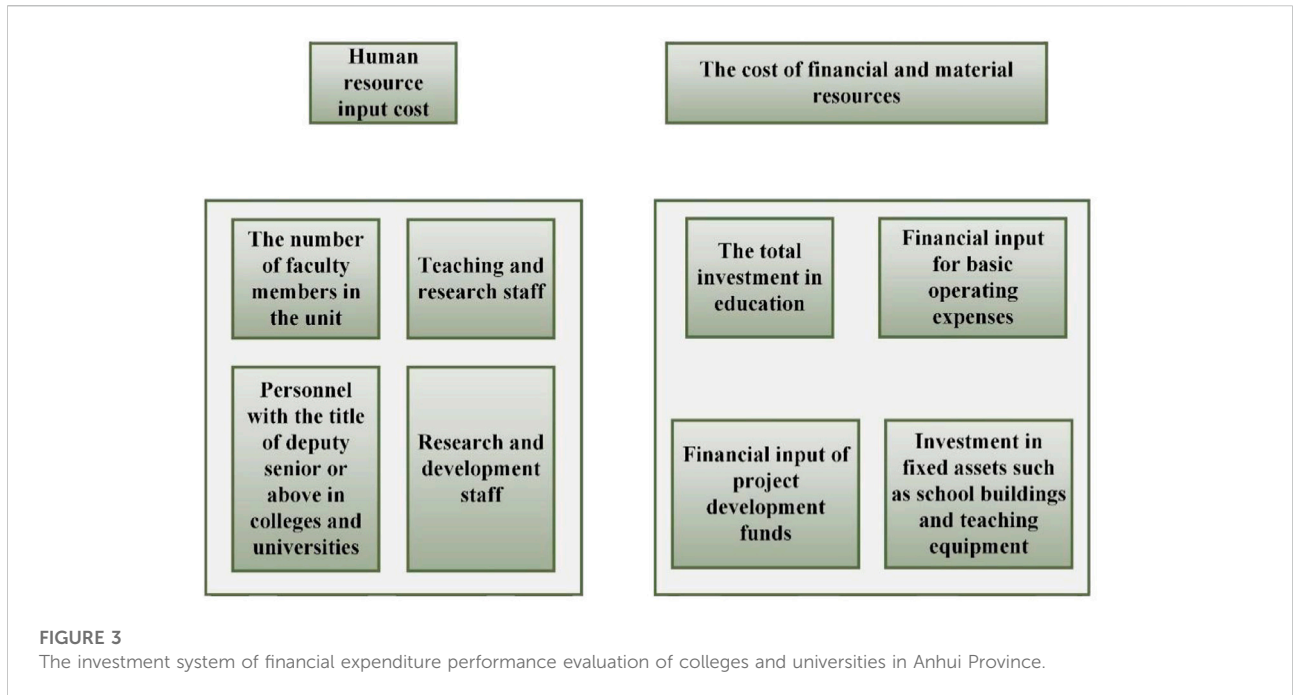 Human
resource
input cost
The cost of financial and material
resources
The number
of faculty
members in
the unit
Teaching and
research staff
Personnel
with the title
of deputy
senior or
above in
colleges and
universities
Research and
development
staff
The total
investment in
education
Financial input
for basic
operating
expenses
Financial input of
project
development
funds
Investment in
fixed assets such
as school buildings
and teaching
equipment
FIGURE 3
The investment system of financial expenditure performance evaluation of colleges and universities in Anhui Province.